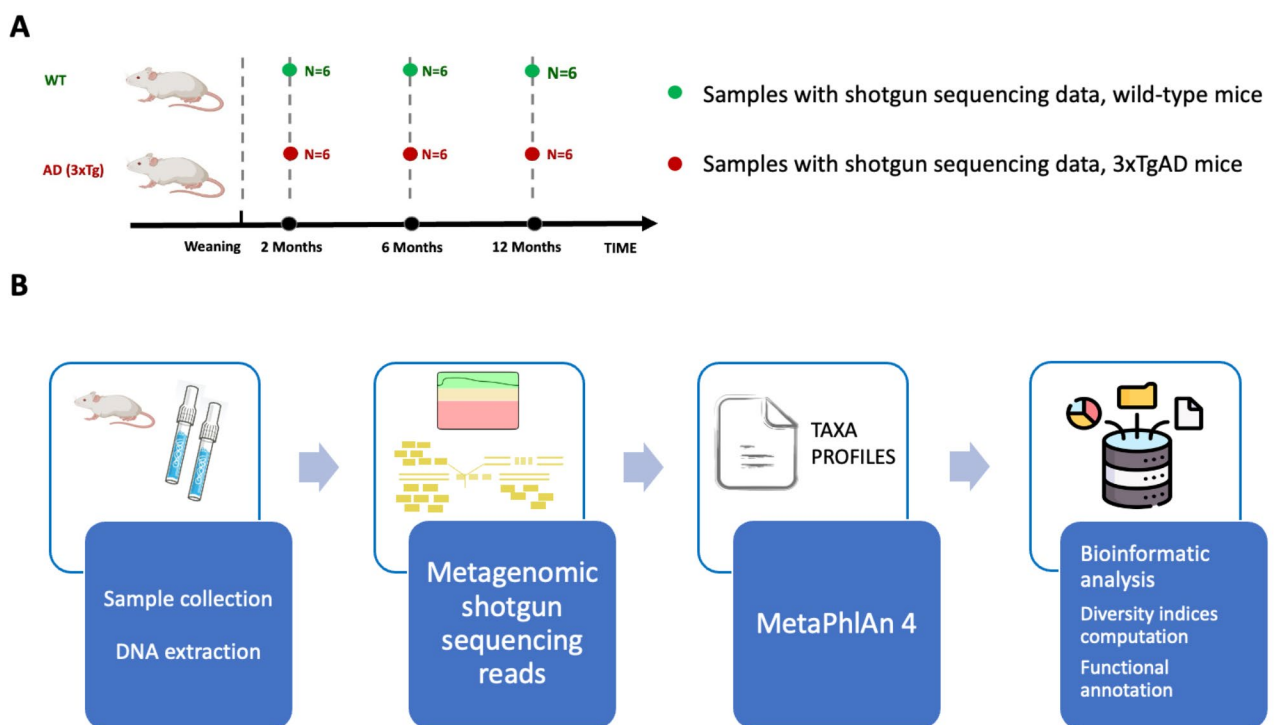 A
WT
N=6
N=6
N=6
AD (3xTg)
N=6
N=6
N=6
Weaning
2 Months
6 Months
12 Months
TIME
Samples with shotgun sequencing data, wild-type mice
Samples with shotgun sequencing data, 3xTgAD mice
B
Sample collection
DNA extraction
Metagenomic
shotgun
sequencing
reads
TAXA
PROFILES
MetaPhlAn 4
Bioinformatic
analysis
Diversity indices
computation
Functional
annotation